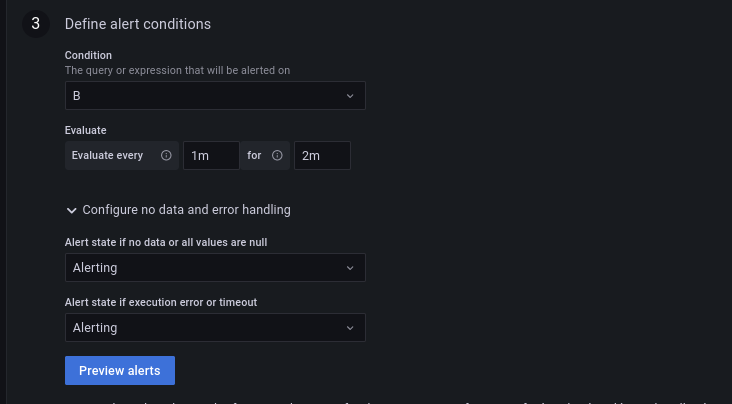 3 Define alert conditions
Condition
The query or expression that will be alerted on
B
Evaluate
Evaluate every 1m for 2m
Configure no data and error handling
Alert state if no data or all values are null
Alerting
Alert state if execution error or timeout
Alerting
Preview alerts